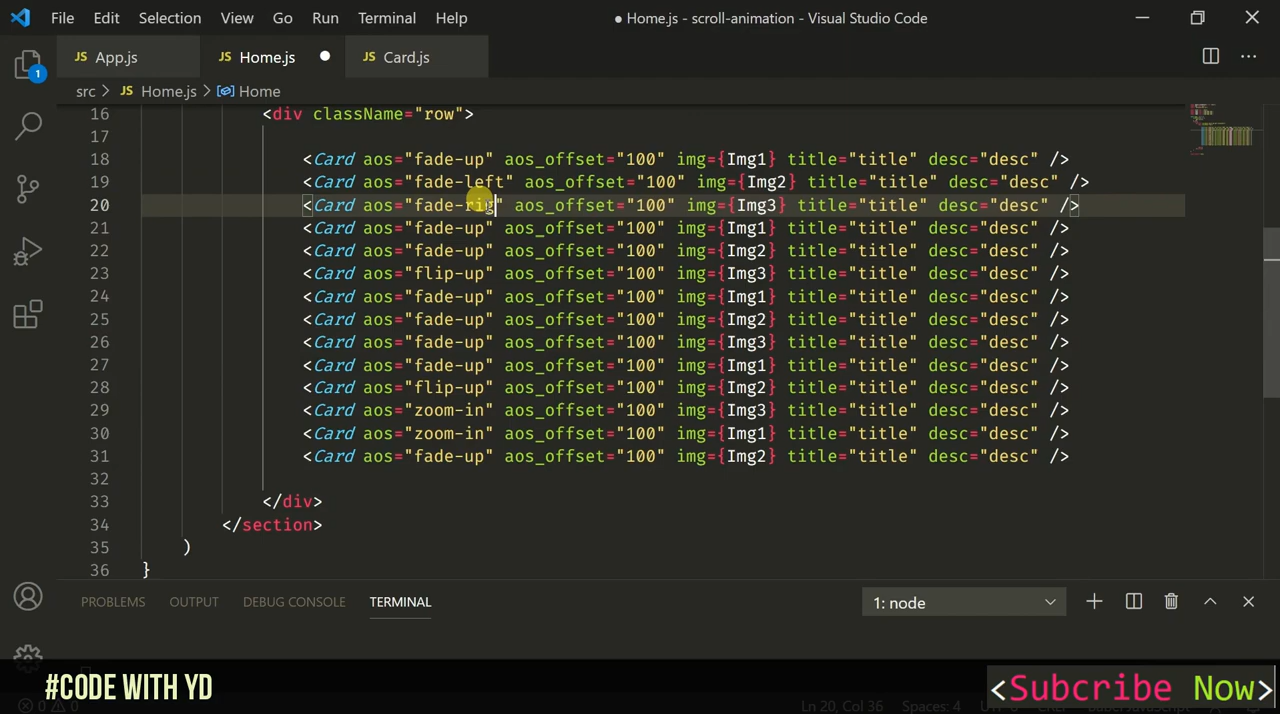 File Edit Selection View Go Run Terminal Help
● Home.js - scroll-animation - Visual Studio Code
JS App.js JS Home.js ● JS Card.js
1
src > JS Home.js > Home
16 <div className="row">
17
18 <Card aos="fade-up" aos_offset="100" img={Img1} title="title" desc="desc" />
19 <Card aos="fade-left" aos_offset="100" img={Img2} title="title" desc="desc" />
20 <Card aos="fade-rig" aos_offset="100" img={Img3} title="title" desc="desc" />
21 <Card aos="fade-up" aos_offset="100" img={Img1} title="title" desc="desc" />
22 <Card aos="fade-up" aos_offset="100" img={Img2} title="title" desc="desc" />
23 <Card aos="flip-up" aos_offset="100" img={Img3} title="title" desc="desc" />
24 <Card aos="fade-up" aos_offset="100" img={Img1} title="title" desc="desc" />
25 <Card aos="fade-up" aos_offset="100" img={Img2} title="title" desc="desc" />
26 <Card aos="fade-up" aos_offset="100" img={Img3} title="title" desc="desc" />
27 <Card aos="fade-up" aos_offset="100" img={Img1} title="title" desc="desc" />
28 <Card aos="flip-up" aos_offset="100" img={Img2} title="title" desc="desc" />
29 <Card aos="zoom-in" aos_offset="100" img={Img3} title="title" desc="desc" />
30 <Card aos="zoom-in" aos_offset="100" img={Img1} title="title" desc="desc" />
31 <Card aos="fade-up" aos_offset="100" img={Img2} title="title" desc="desc" />
32
33 </div>
34 </section>
35 )
36 }
PROBLEMS OUTPUT DEBUG CONSOLE TERMINAL 1: node
#CODE WITH YD
<Subcribe Now>
0 0 Ln 20, Col 36 Spaces: 4